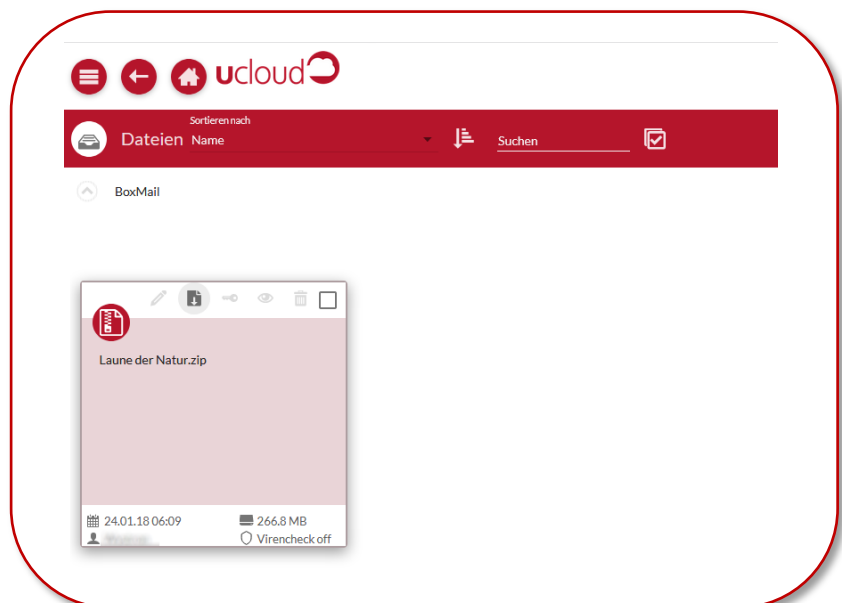 ucloud
Sortieren nach
Dateien Name
Suchen
BoxMail
Laune der Natur.zip
24.01.18 06:09 266.8 MB
Virencheck off